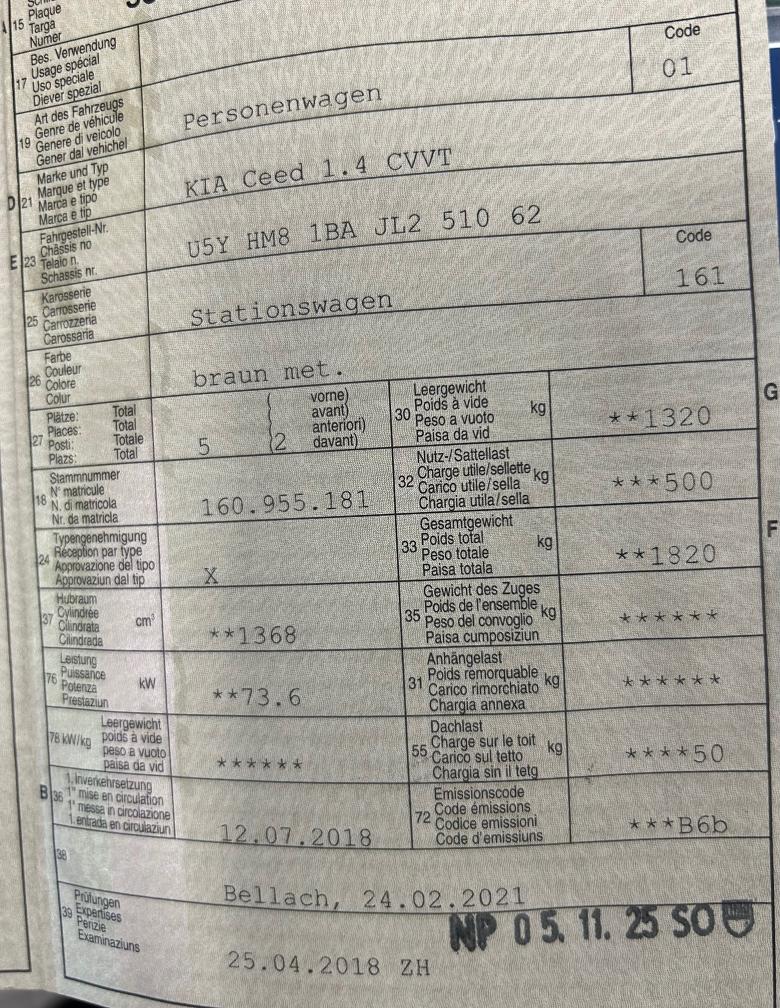 15 Plaque
Targa
Numer
17 Bes. Verwendung
Usage spécial
Uso speciale
Diever spezial
Code
01
19 Art des Fahrzeugs
Genre de véhicule
Genere di veicolo
Gener dal vehichel
Personenwagen
D 21 Marke und Typ
Marque et type
Marca e tipo
Marca e tip
KIA Ceed 1.4 CVVT
E 23 Fahrgestell-Nr.
Châssis no
Telaio n.
Schassis nr.
U5Y HM8 1BA JL2 510 62
Code
161
25 Karosserie
Carrosserie
Carrozzeria
Carossaria
Stationswagen
26 Farbe
Couleur
Colore
Colur
braun met.
27 Plätze: Total
Places: Total
Posti: Totale
Plazs: Total
5 (2
vorne)
avant)
anteriori)
davant)
G
30 Leergewicht
Poids à vide
Peso a vuoto
Paisa da vid
kg
**1320
18 Stammnummer
N° matricule
N. di matricola
Nr. da matricla
160.955.181
32 Nutz-/Sattellast
Charge utile/sellette
Carico utile/sella
Chargia utila/sella
kg
***500
24 Typengenehmigung
Réception par type
Approvazione del tipo
Approvaziun dal tip
X
F
33 Gesamtgewicht
Poids total
Peso totale
Paisa totala
kg
**1820
37 Hubraum
Cylindrée
Cilindrata
Cilindrada
cm³
**1368
35 Gewicht des Zuges
Poids de l'ensemble
Peso del convoglio
Paisa cumposiziun
kg
******
76 Leistung
Puissance
Potenza
Prestaziun
kW
**73.6
31 Anhängelast
Poids remorquable
Carico rimorchiato
Chargia annexa
kg
******
78 kW/kg
Leergewicht
poids à vide
peso a vuoto
paisa da vid
******
55 Dachlast
Charge sur le toit
Carico sul tetto
Chargia sin il tetg
kg
****50
B 36 1. Inverkehrsetzung
1re mise en circulation
1a messa in circolazione
1. entrada en circulaziun
12.07.2018
72 Emissionscode
Code émissions
Codice emissioni
Code d'emissiuns
***B6b
38
Bellach, 24.02.2021
39 Prüfungen
Expertises
Perizie
Examinaziuns
NP 05. 11. 25 SO
25.04.2018 ZH